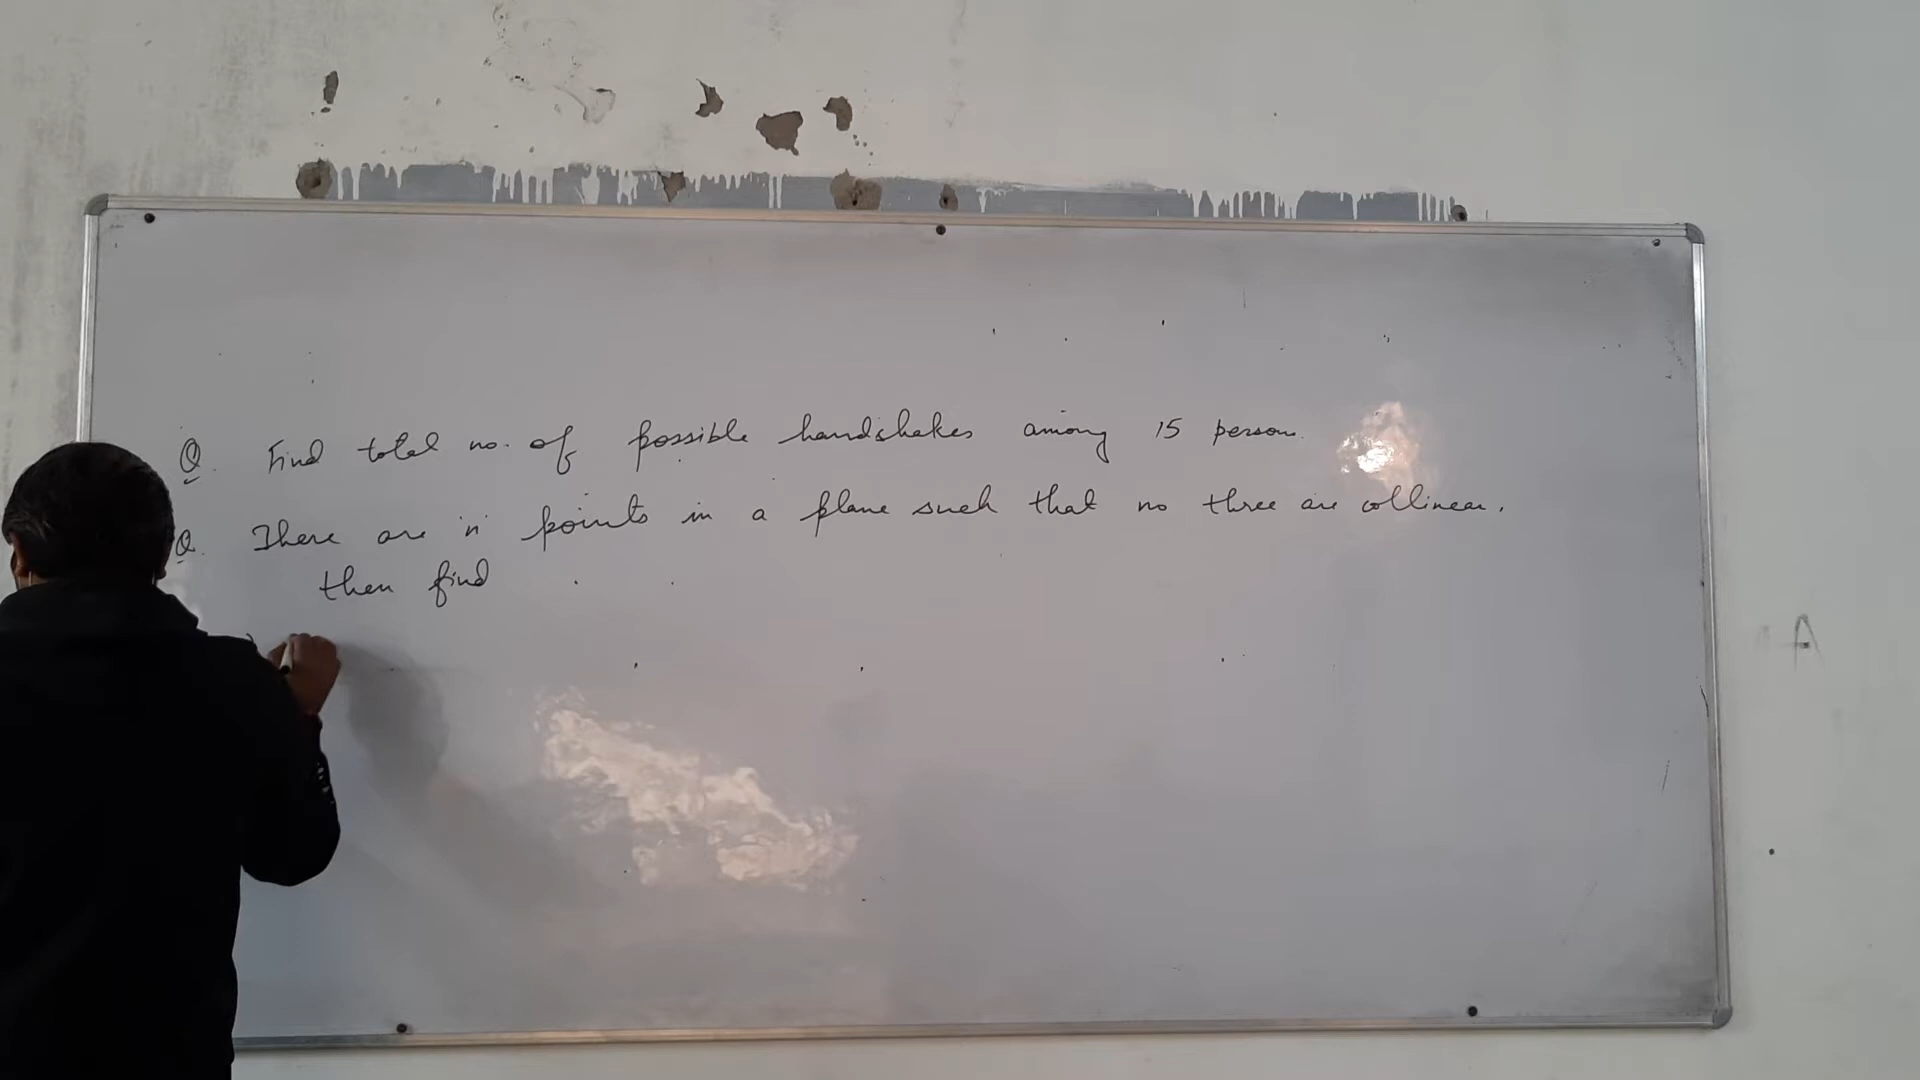 Q. Find total no. of possible handshakes among 15 persons.
Q. There are 'n' points in a plane such that no three are collinear.
then find
A